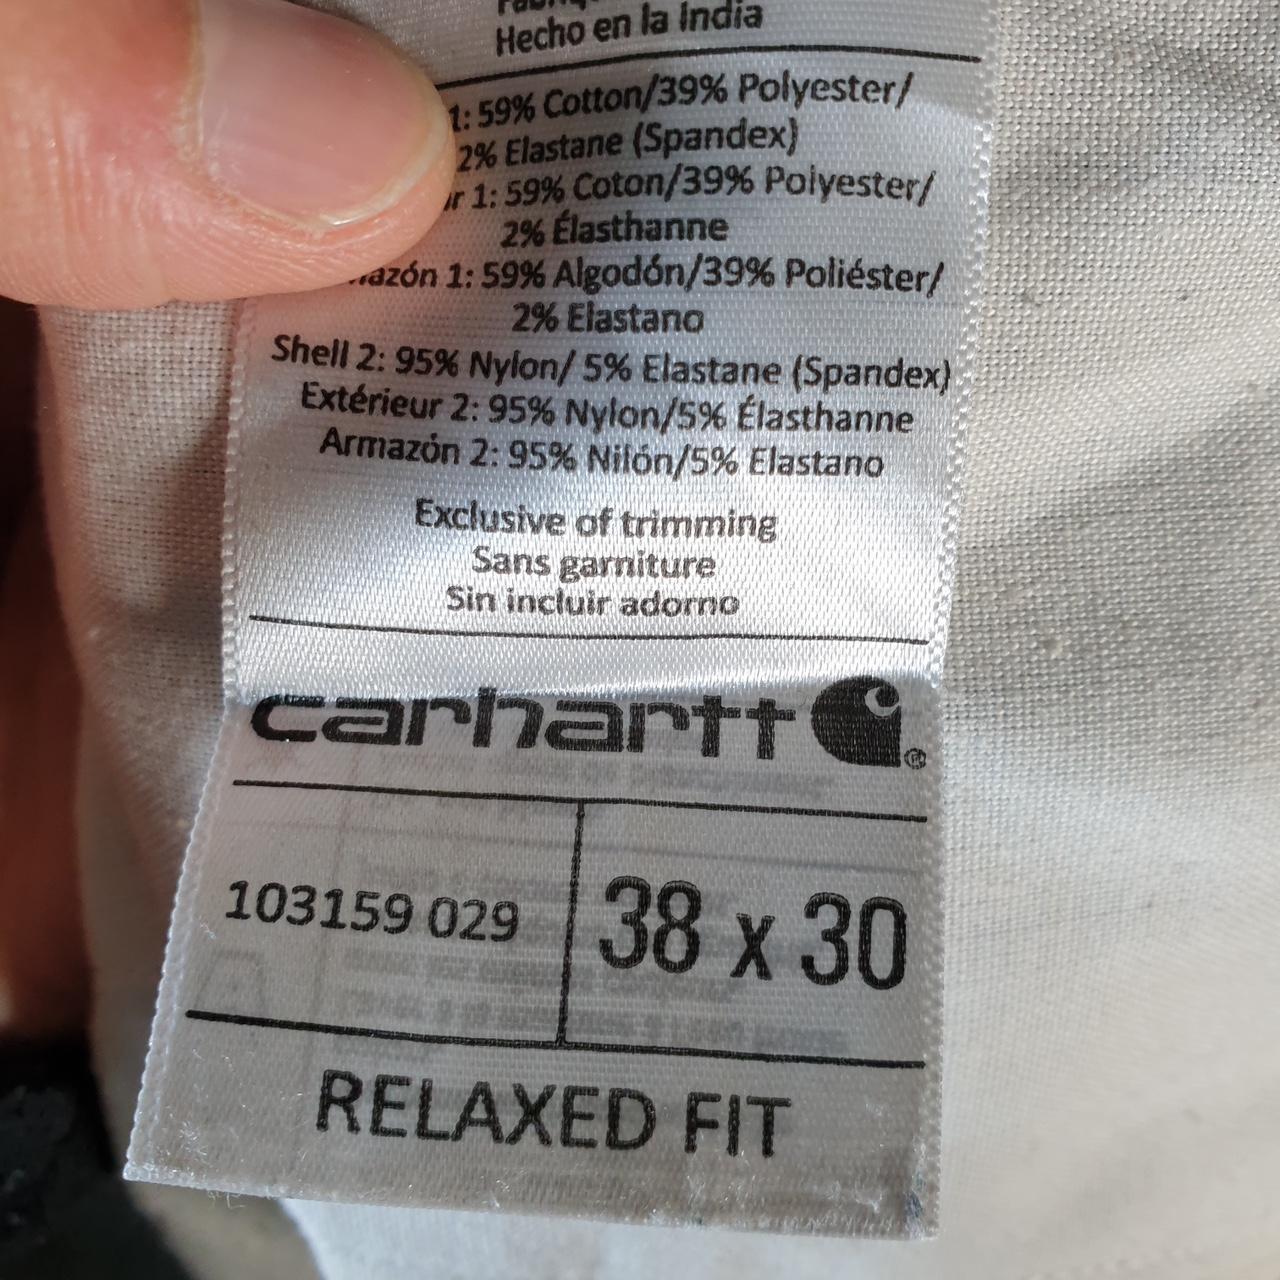 Hecho en la India
1: 59% Cotton/39% Polyester/
2% Elastane (Spandex)
1: 59% Coton/39% Polyester/
2% Élasthanne
1: 59% Algodón/39% Poliéster/
2% Elastano
Shell 2: 95% Nylon/ 5% Elastane (Spandex)
Extérieur 2: 95% Nylon/5% Élasthanne
Armazón 2: 95% Nilón/5% Elastano
Exclusive of trimming
Sans garniture
Sin incluir adorno
carhartt
103159 029
38 x 30
RELAXED FIT